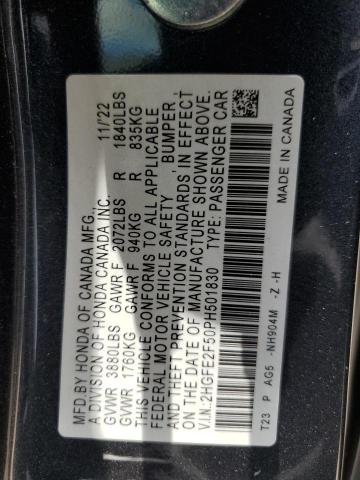 MFD.BY HONDA OF CANADA MFG.,
A DIVISION OF HONDA CANADA INC. 11/'22
GVWR 3880LBS GAWR F 2072LBS R 1840LBS
GVWR 1760KG GAWR F 940KG R 835KG
THIS VEHICLE CONFORMS TO ALL APPLICABLE
FEDERAL MOTOR VEHICLE SAFETY , BUMPER ,
AND THEFT PREVENTION STANDARDS IN EFFECT
ON THE DATE OF MANUFACTURE SHOWN ABOVE.
V.I.N.:2HGFE2F50PH501830 TYPE: PASSENGER CAR
T23 P AG5 -NH904M -Z -H MADE IN CANADA